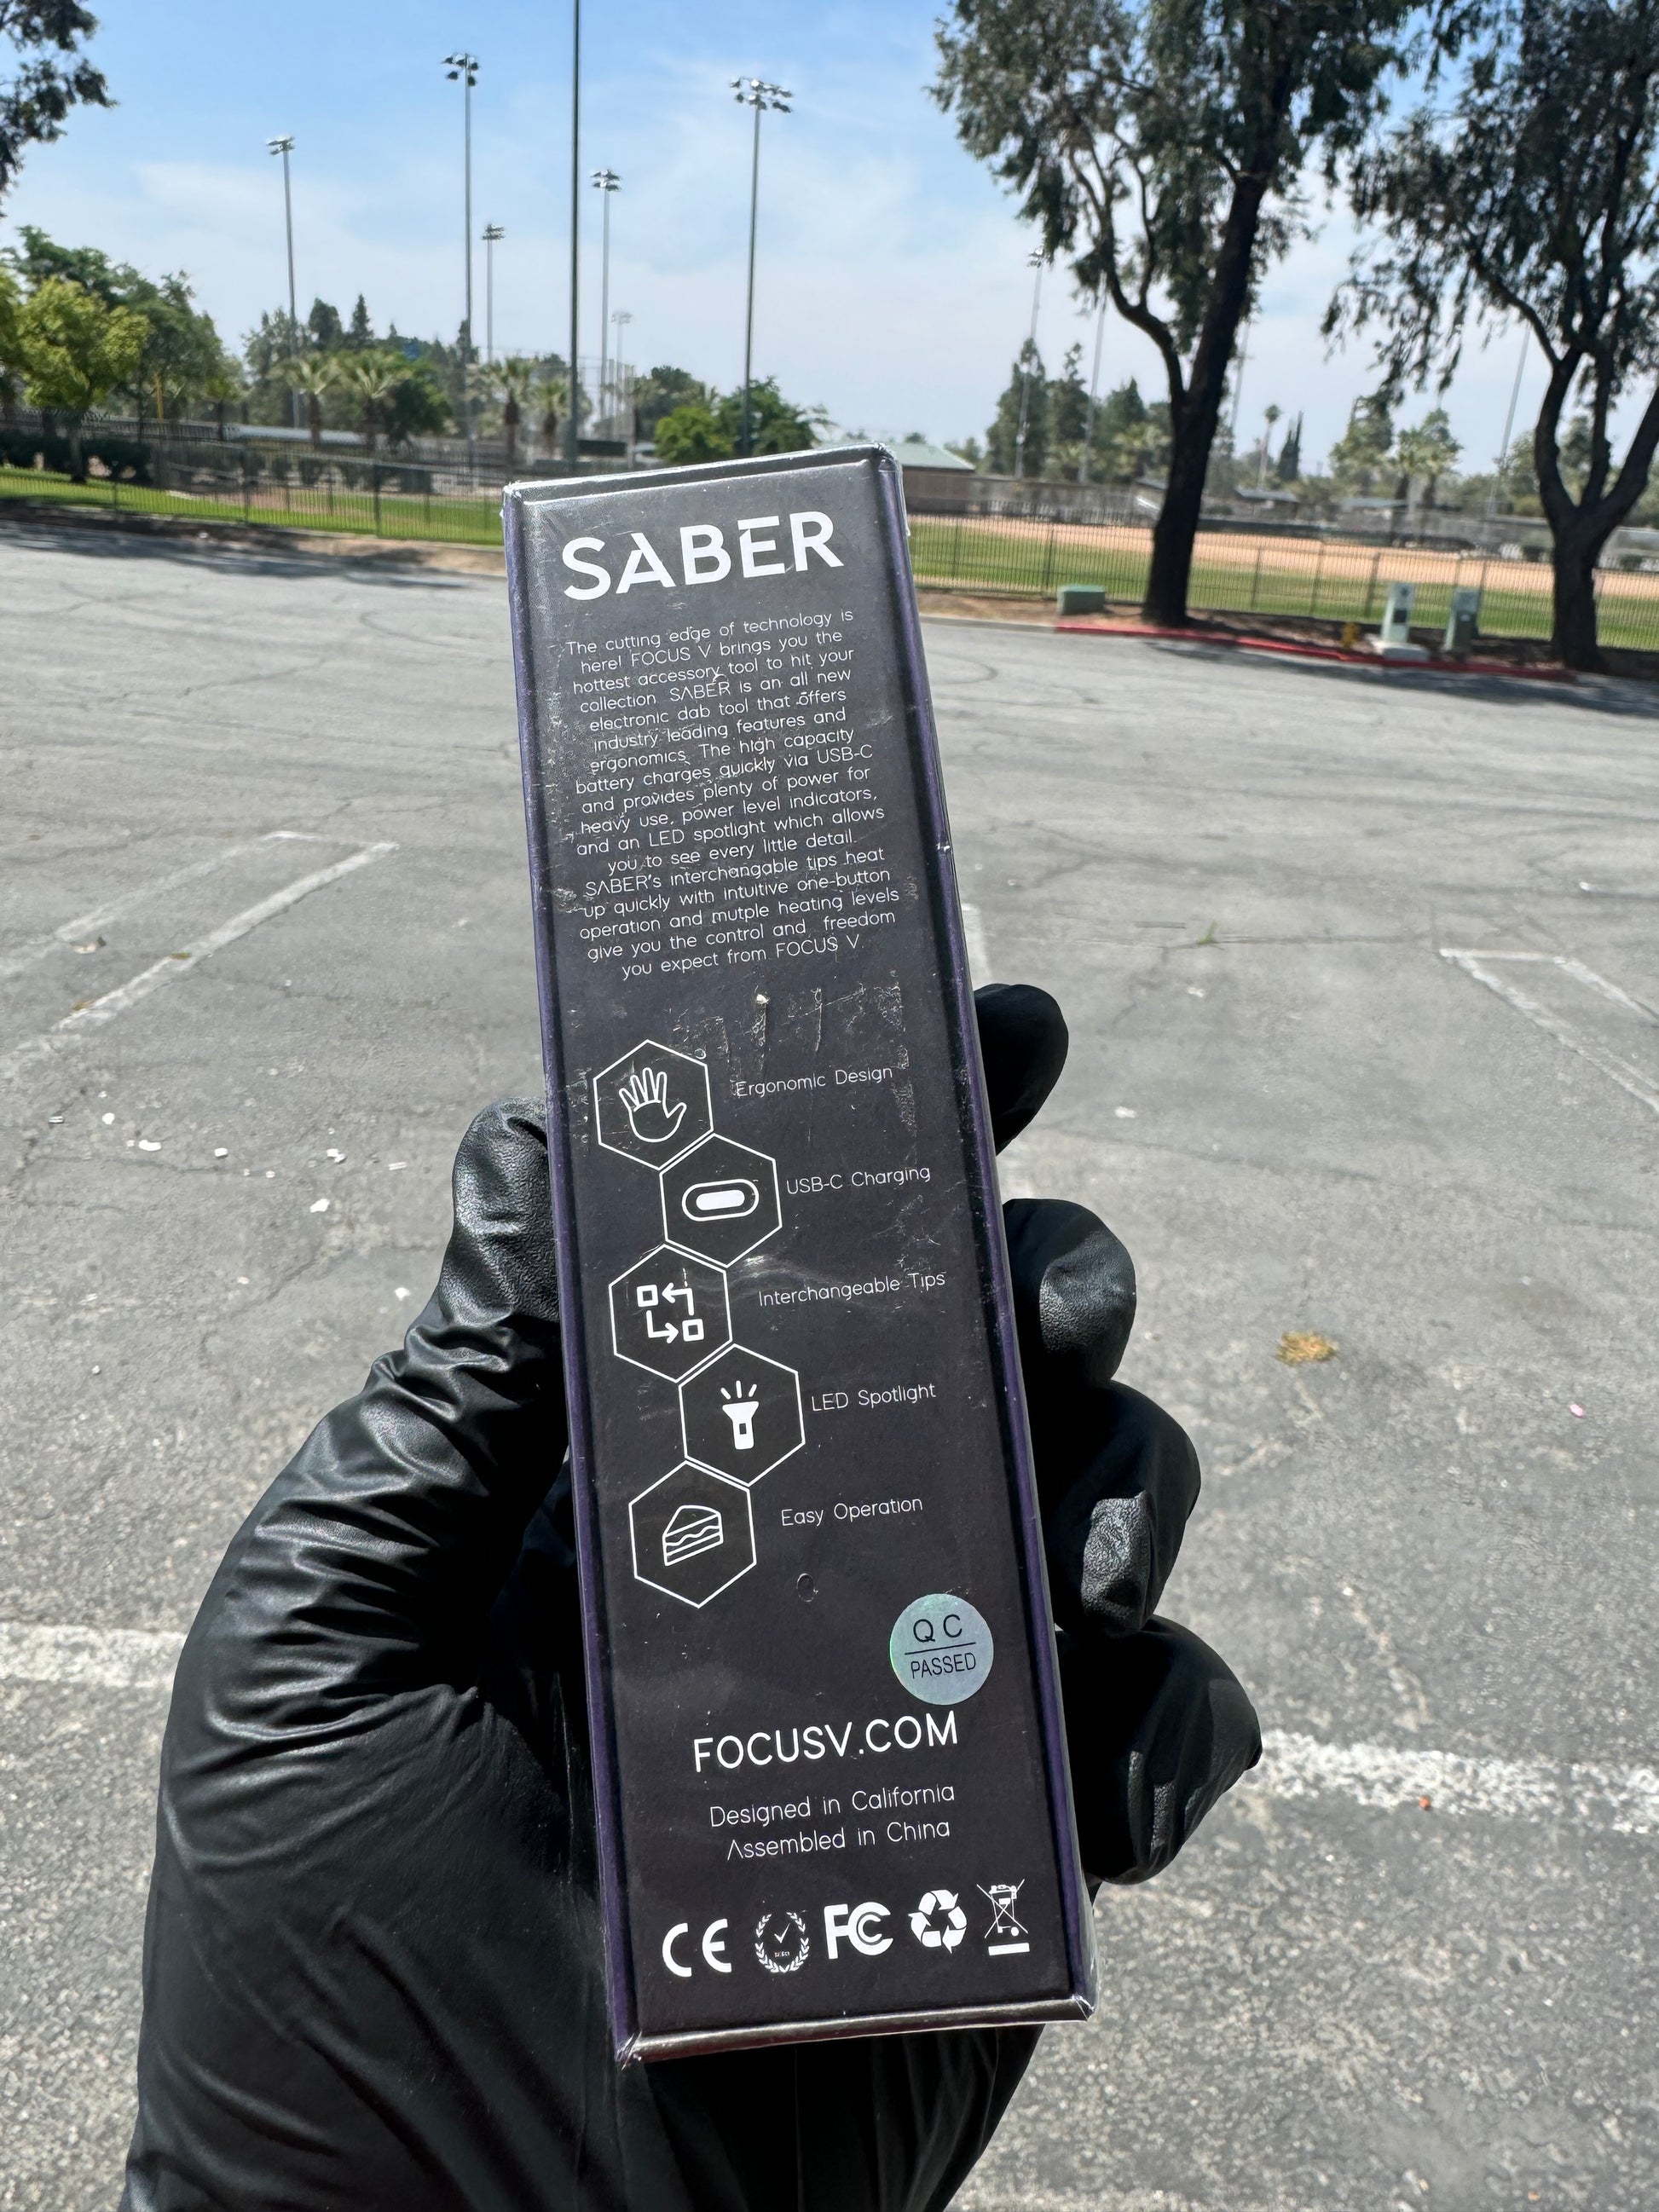 SABER
The cutting edge of technology is
here! FOCUS V brings you the
hottest accessory tool to hit your
collection. SABER is an all new
electronic dab tool that offers
industry leading features and
ergonomics. The high capacity
battery charges quickly via USB-C
and provides plenty of power for
heavy use, power level indicators,
and an LED spotlight which allows
you to see every little detail.
SABER's interchangable tips heat
up quickly with intuitive one-button
operation and mutple heating levels
give you the control and freedom
you expect from FOCUS V
Ergonomic Design
USB-C Charging
Interchangeable Tips
LED Spotlight
Easy Operation
QC
PASSED
FOCUSV.COM
Designed in California
Assembled in China
CE FC